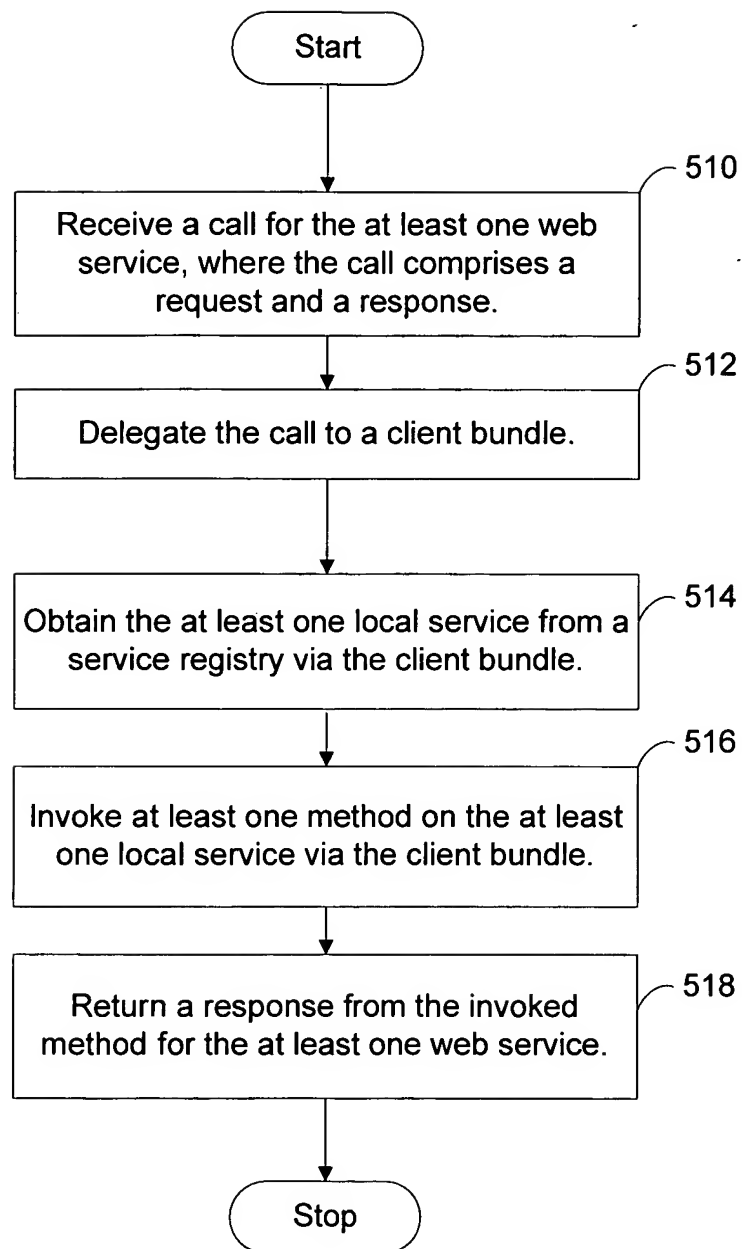 Start
510
Receive a call for the at least one web
service, where the call comprises a
request and a response.
512
Delegate the call to a client bundle.
514
Obtain the at least one local service from a
service registry via the client bundle.
516
Invoke at least one method on the at least
one local service via the client bundle.
518
Return a response from the invoked
method for the at least one web service.
Stop